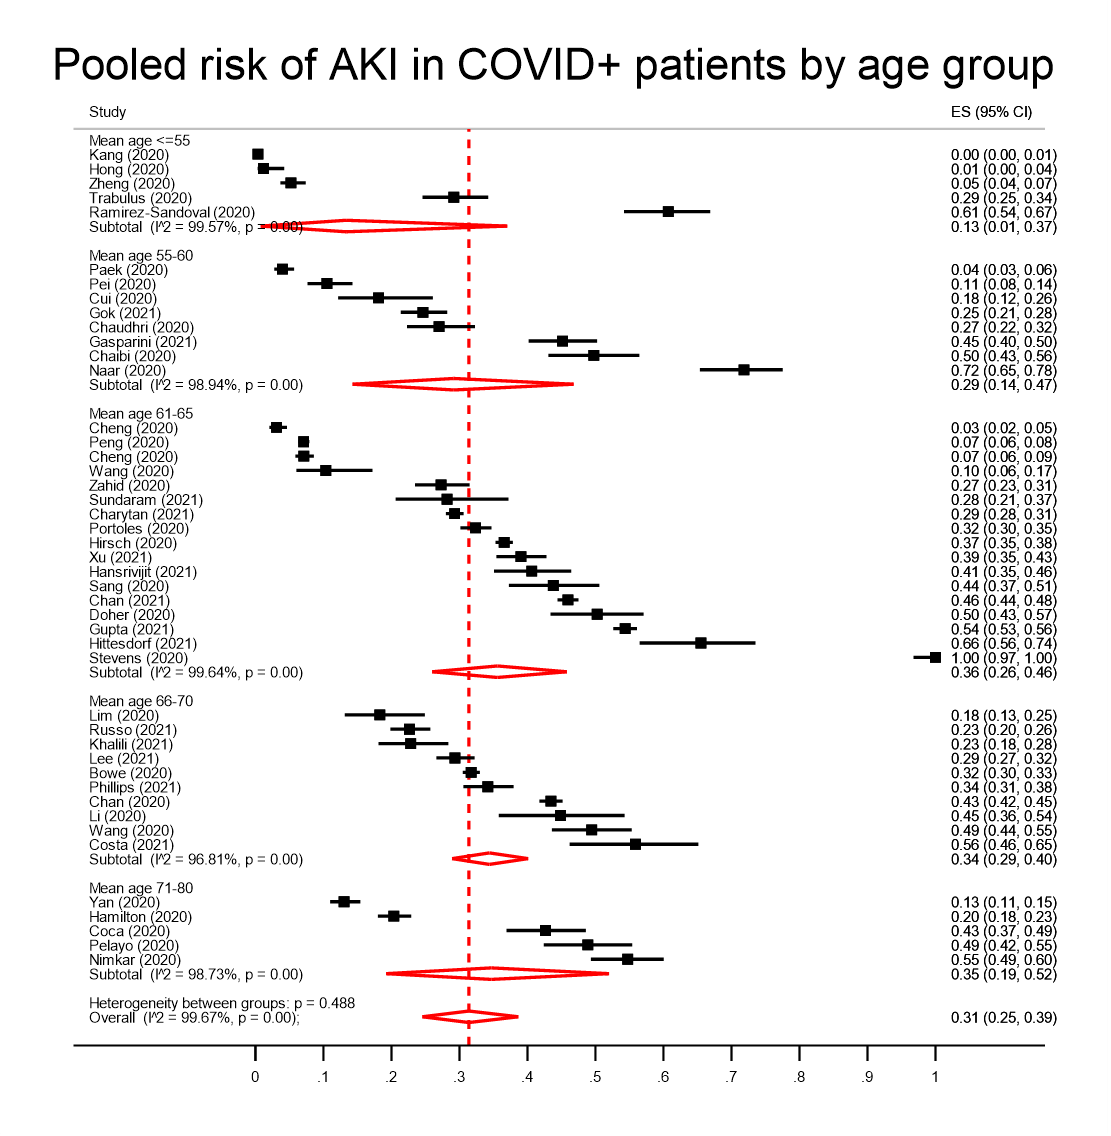 Pooled risk of AKI in COVID+ patients by age group
Study ES (95% CI)
Mean age <=55
Kang (2020) 0.00 (0.00, 0.01)
Hong (2020) 0.01 (0.00, 0.04)
Zheng (2020) 0.05 (0.04, 0.07)
Trabulus (2020) 0.29 (0.25, 0.34)
Ramirez-Sandoval (2020) 0.61 (0.54, 0.67)
Subtotal (I^2 = 99.57%, p = 0.00) 0.13 (0.01, 0.37)
Mean age 55-60
Paek (2020) 0.04 (0.03, 0.06)
Pei (2020) 0.11 (0.08, 0.14)
Cui (2020) 0.18 (0.12, 0.26)
Gok (2021) 0.25 (0.21, 0.28)
Chaudhri (2020) 0.27 (0.22, 0.32)
Gasparini (2021) 0.45 (0.40, 0.50)
Chaibi (2020) 0.50 (0.43, 0.56)
Naar (2020) 0.72 (0.65, 0.78)
Subtotal (I^2 = 98.94%, p = 0.00) 0.29 (0.14, 0.47)
Mean age 61-65
Cheng (2020) 0.03 (0.02, 0.05)
Peng (2020) 0.07 (0.06, 0.08)
Cheng (2020) 0.07 (0.06, 0.09)
Wang (2020) 0.10 (0.06, 0.17)
Zahid (2020) 0.27 (0.23, 0.31)
Sundaram (2021) 0.28 (0.21, 0.37)
Charytan (2021) 0.29 (0.28, 0.31)
Portoles (2020) 0.32 (0.30, 0.35)
Hirsch (2020) 0.37 (0.35, 0.38)
Xu (2021) 0.39 (0.35, 0.43)
Hansrivijit (2021) 0.41 (0.35, 0.46)
Sang (2020) 0.44 (0.37, 0.51)
Chan (2021) 0.46 (0.44, 0.48)
Doher (2020) 0.50 (0.43, 0.57)
Gupta (2021) 0.54 (0.53, 0.56)
Hittesdorf (2021) 0.66 (0.56, 0.74)
Stevens (2020) 1.00 (0.97, 1.00)
Subtotal (I^2 = 99.64%, p = 0.00) 0.36 (0.26, 0.46)
Mean age 66-70
Lim (2020) 0.18 (0.13, 0.25)
Russo (2021) 0.23 (0.20, 0.26)
Khalili (2021) 0.23 (0.18, 0.28)
Lee (2021) 0.29 (0.27, 0.32)
Bowe (2020) 0.32 (0.30, 0.33)
Phillips (2021) 0.34 (0.31, 0.38)
Chan (2020) 0.43 (0.42, 0.45)
Li (2020) 0.45 (0.36, 0.54)
Wang (2020) 0.49 (0.44, 0.55)
Costa (2021) 0.56 (0.46, 0.65)
Subtotal (I^2 = 96.81%, p = 0.00) 0.34 (0.29, 0.40)
Mean age 71-80
Yan (2020) 0.13 (0.11, 0.15)
Hamilton (2020) 0.20 (0.18, 0.23)
Coca (2020) 0.43 (0.37, 0.49)
Pelayo (2020) 0.49 (0.42, 0.55)
Nimkar (2020) 0.55 (0.49, 0.60)
Subtotal (I^2 = 98.73%, p = 0.00) 0.35 (0.19, 0.52)
Heterogeneity between groups: p = 0.488
Overall (I^2 = 99.67%, p = 0.00); 0.31 (0.25, 0.39)
0 .1 .2 .3 .4 .5 .6 .7 .8 .9 1